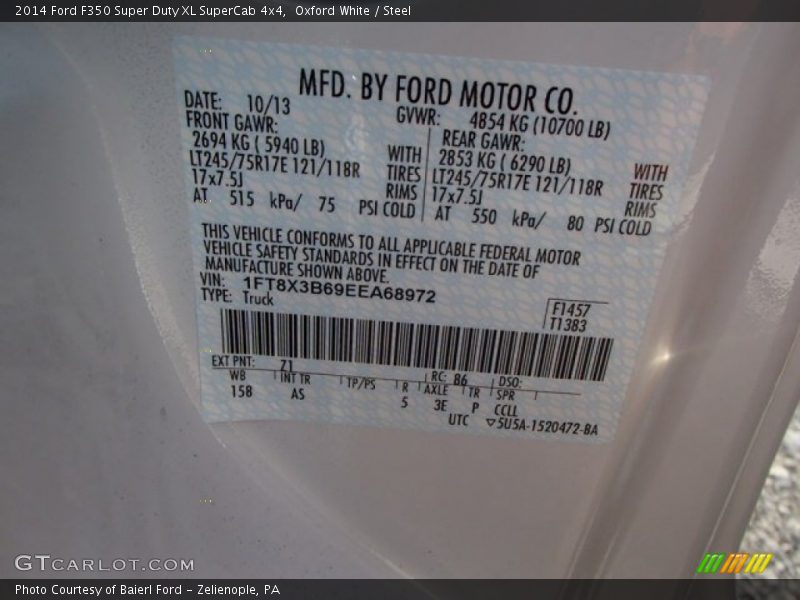 2014 Ford F350 Super Duty XL SuperCab 4x4, Oxford White / Steel
MFD. BY FORD MOTOR CO.
DATE: 10/13
GVWR: 4854 KG (10700 LB)
FRONT GAWR:
REAR GAWR:
2694 KG ( 5940 LB) WITH
2853 KG ( 6290 LB) WITH
LT245/75R17E 121/118R TIRES
LT245/75R17E 121/118R TIRES
17x7.5J RIMS
17x7.5J RIMS
AT 515 kPa/ 75 PSI COLD
AT 550 kPa/ 80 PSI COLD
THIS VEHICLE CONFORMS TO ALL APPLICABLE FEDERAL MOTOR
VEHICLE SAFETY STANDARDS IN EFFECT ON THE DATE OF
MANUFACTURE SHOWN ABOVE.
VIN: 1FT8X3B69EEA68972
TYPE: Truck
F1457
T1383
EXT PNT: Z1 RC: 86 DSO:
WB INT TR TP/PS R AXLE TR SPR
158 AS 5 3E P CCLL
UTC ▽5U5A-1520472-BA
GTCARLOT.COM
Photo Courtesy of Baierl Ford - Zelienople, PA